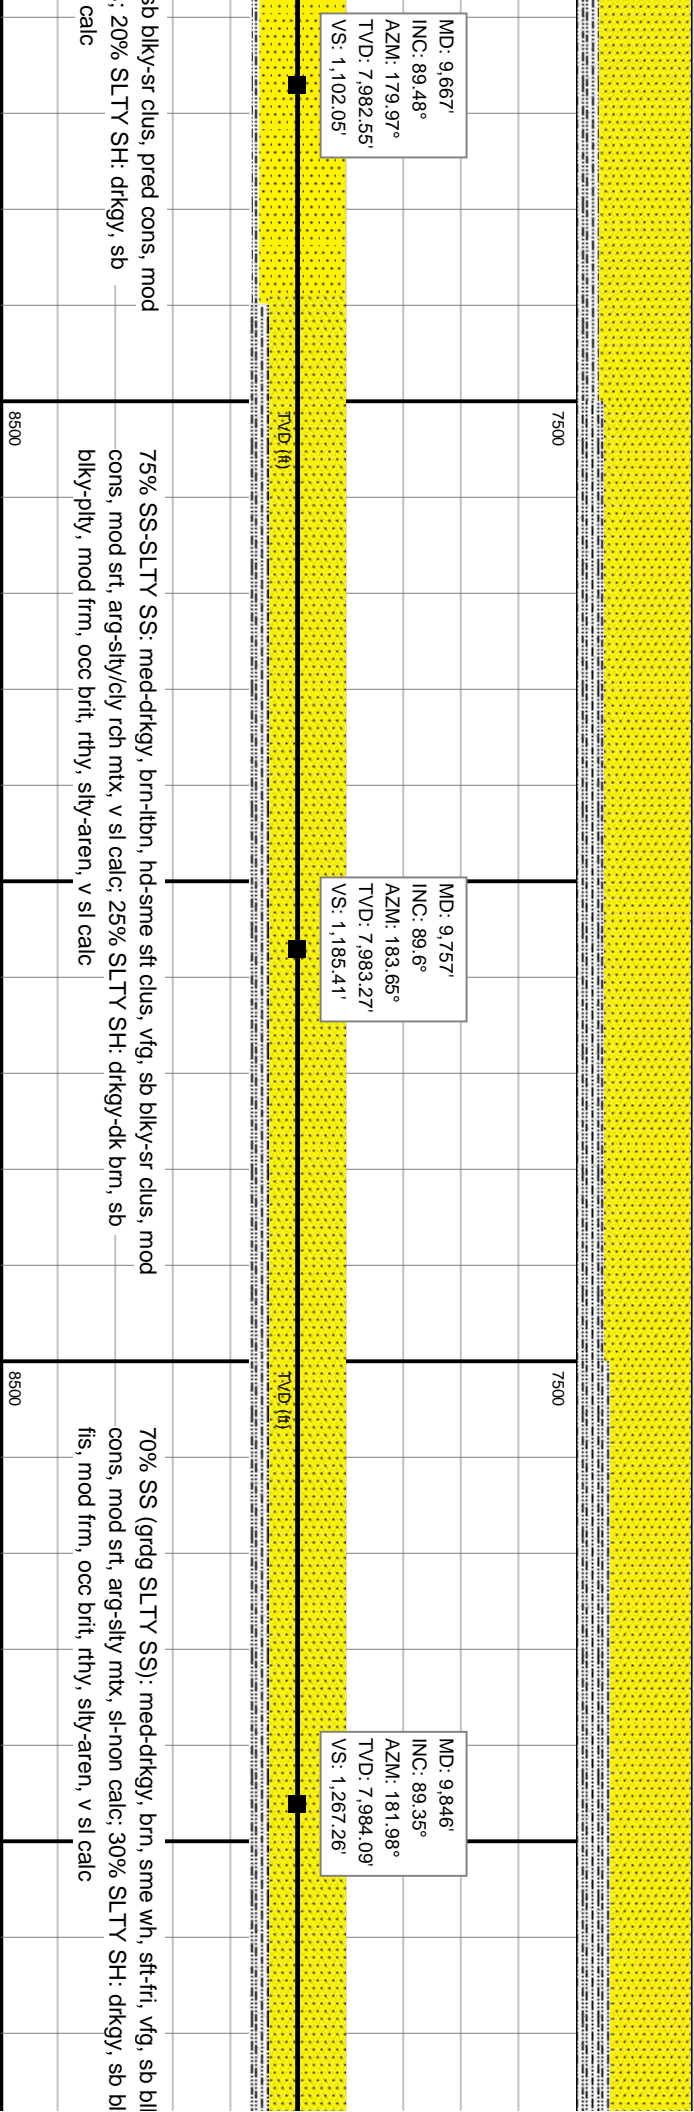 MD: 9,667'
INC: 89.48°
AZM: 179.97°
TVD: 7,982.55'
VS: 1,102.05'
sb blky-sr clus, pred cons, mod
; 20% SLTY SH: drkgy, sb
calc
7500
TVD (ft)
8500
75% SS-SLTY SS: med-drkgy, brn-ltbn, hd-sme sft clus, vfg, sb blky-sr clus, mod
cons, mod srt, arg-slty/cly rch mtx, v sl calc; 25% SLTY SH: drkgy-dk brn, sb
blky-plty, mod frm, occ brit, rthy, slty-aren, v sl calc
MD: 9,757'
INC: 89.6°
AZM: 183.65°
TVD: 7,983.27'
VS: 1,185.41'
7500
TVD (ft)
8500
70% SS (grdg SLTY SS): med-drkgy, brn, sme wh, sft-fri, vfg, sb bll
cons, mod srt, arg-slty mtx, sl-non calc; 30% SLTY SH: drkgy, sb bl
fis, mod frm, occ brit, rthy, slty-aren, v sl calc
MD: 9,846'
INC: 89.35°
AZM: 181.98°
TVD: 7,984.09'
VS: 1,267.26'